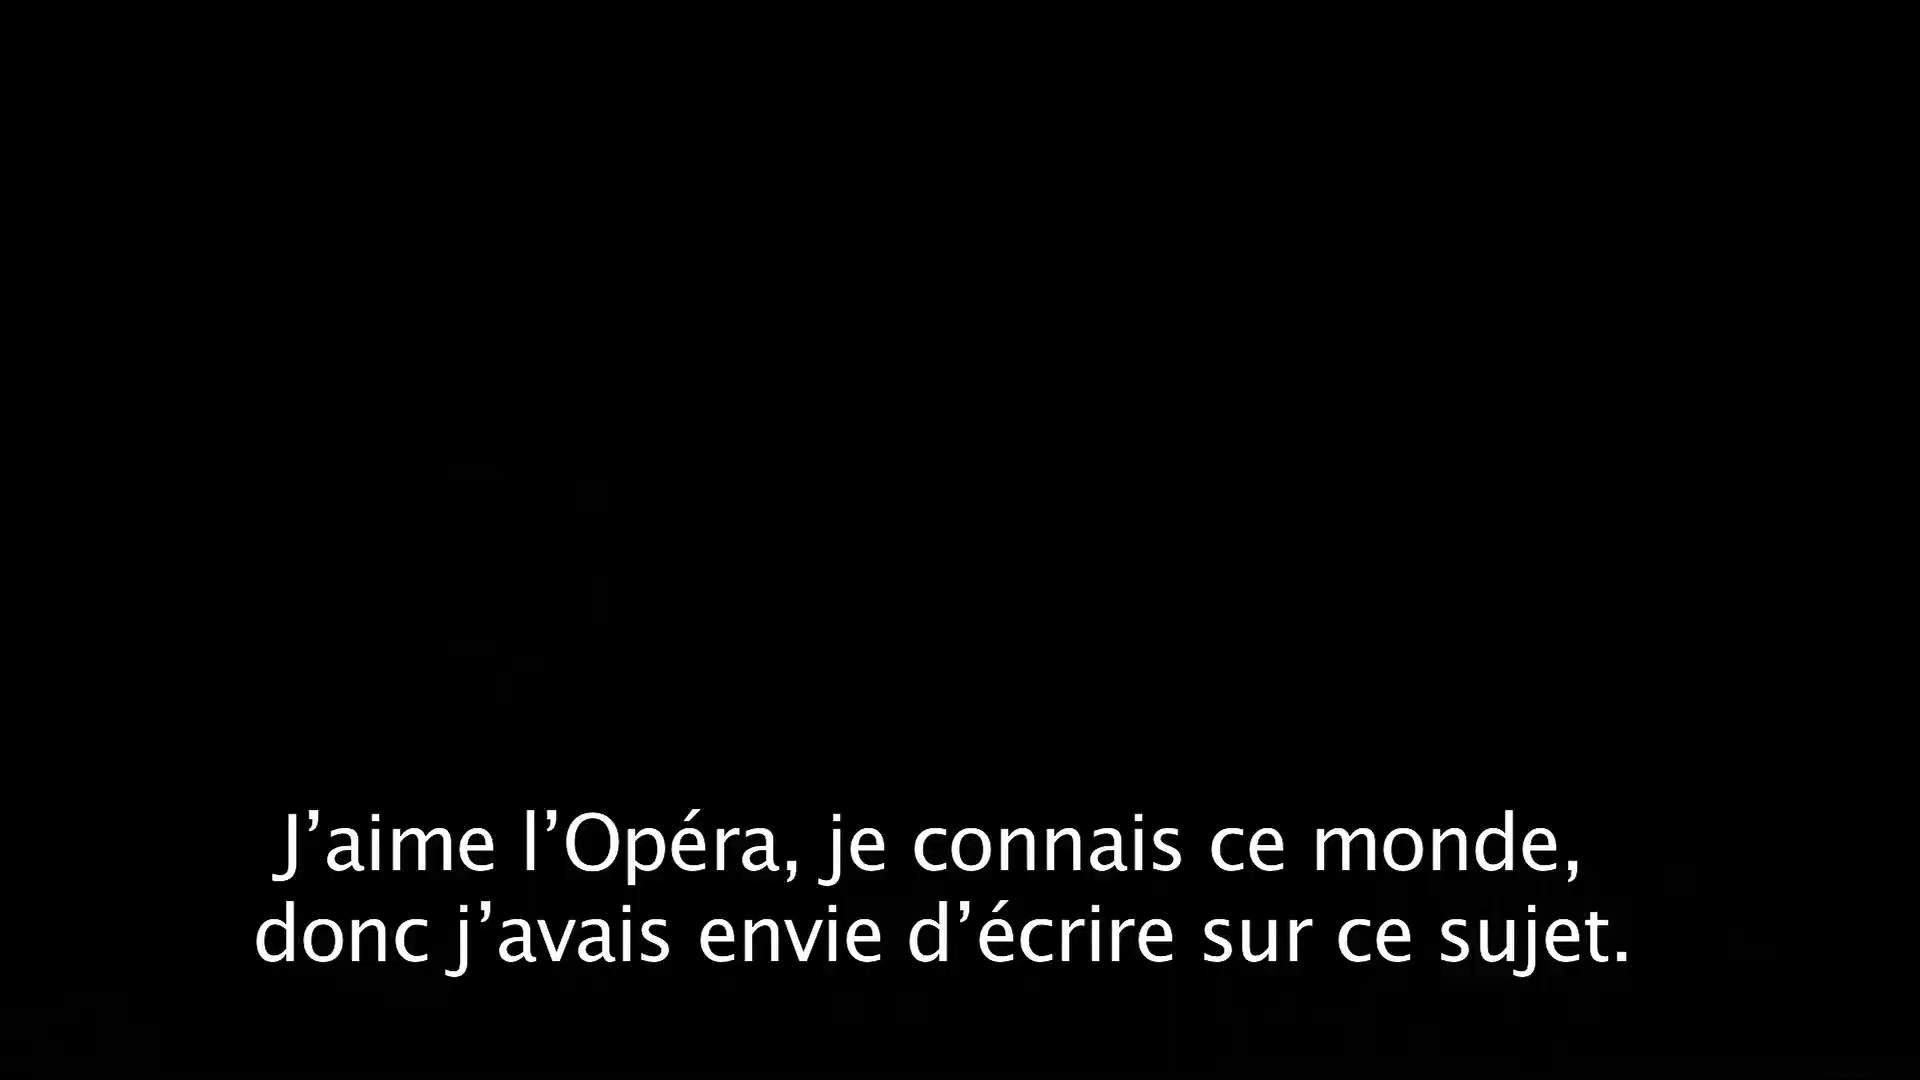 J’aime l’Opéra, je connais ce monde,
donc j’avais envie d’écrire sur ce sujet.